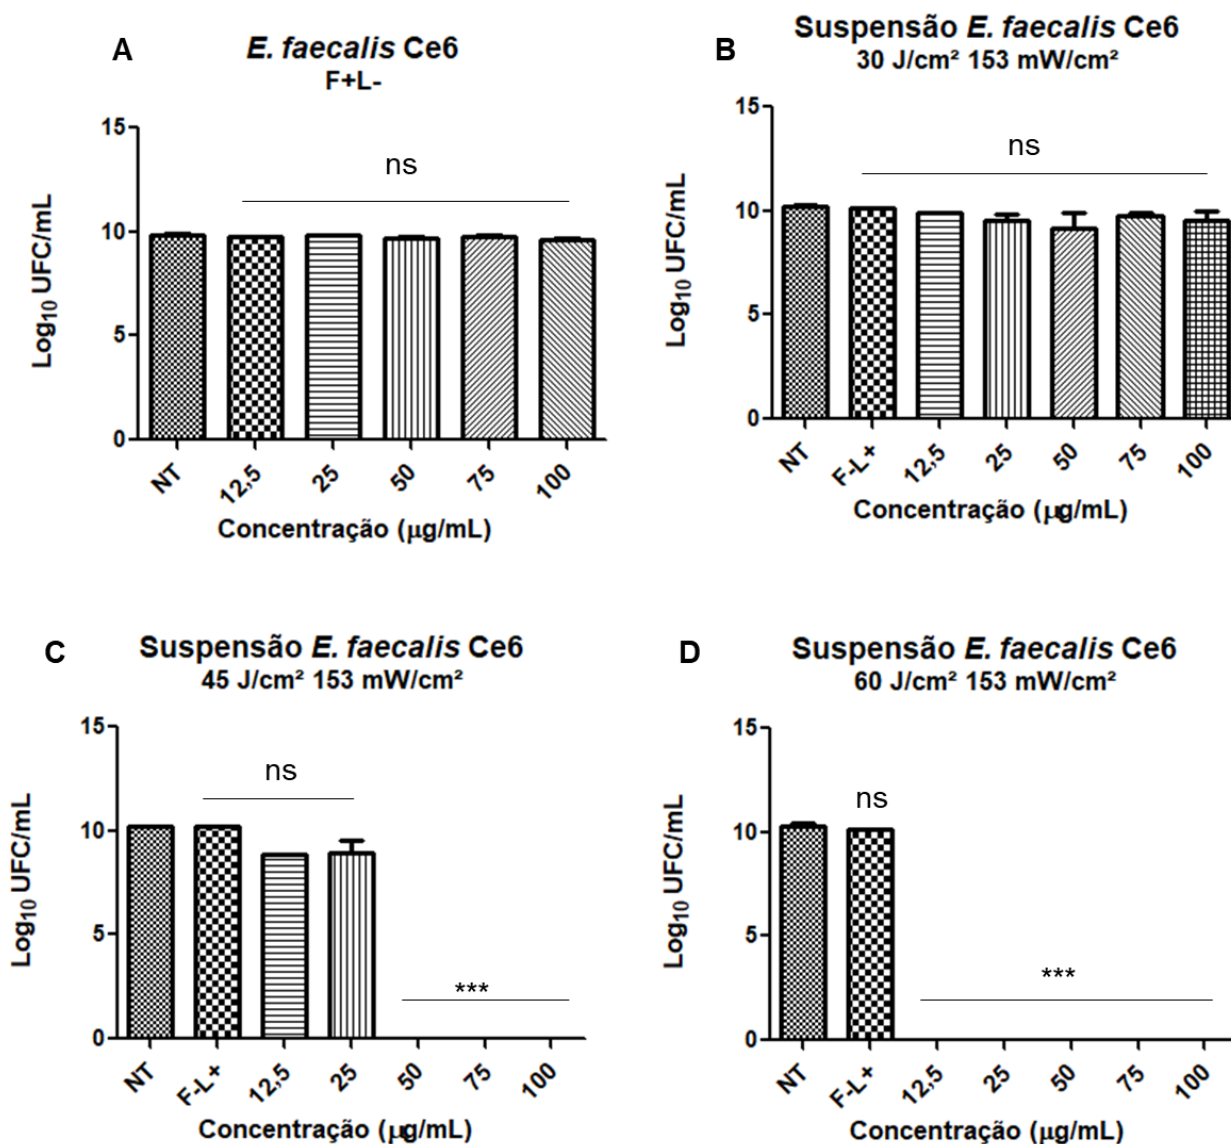 A
E. faecalis Ce6
F+L-
Log₁₀ UFC/mL
15
10
5
0
ns
NT
12,5
25
50
75
100
Concentração (µg/mL)
B
Suspensão E. faecalis Ce6
30 J/cm² 153 mW/cm²
Log₁₀ UFC/mL
15
10
5
0
ns
NT
F-L+
12,5
25
50
75
100
Concentração (µg/mL)
C
Suspensão E. faecalis Ce6
45 J/cm² 153 mW/cm²
Log₁₀ UFC/mL
15
10
5
0
ns
***
NT
F-L+
12,5
25
50
75
100
Concentração (µg/mL)
D
Suspensão E. faecalis Ce6
60 J/cm² 153 mW/cm²
Log₁₀ UFC/mL
15
10
5
0
ns
***
NT
F-L+
12,5
25
50
75
100
Concentração (µg/mL)